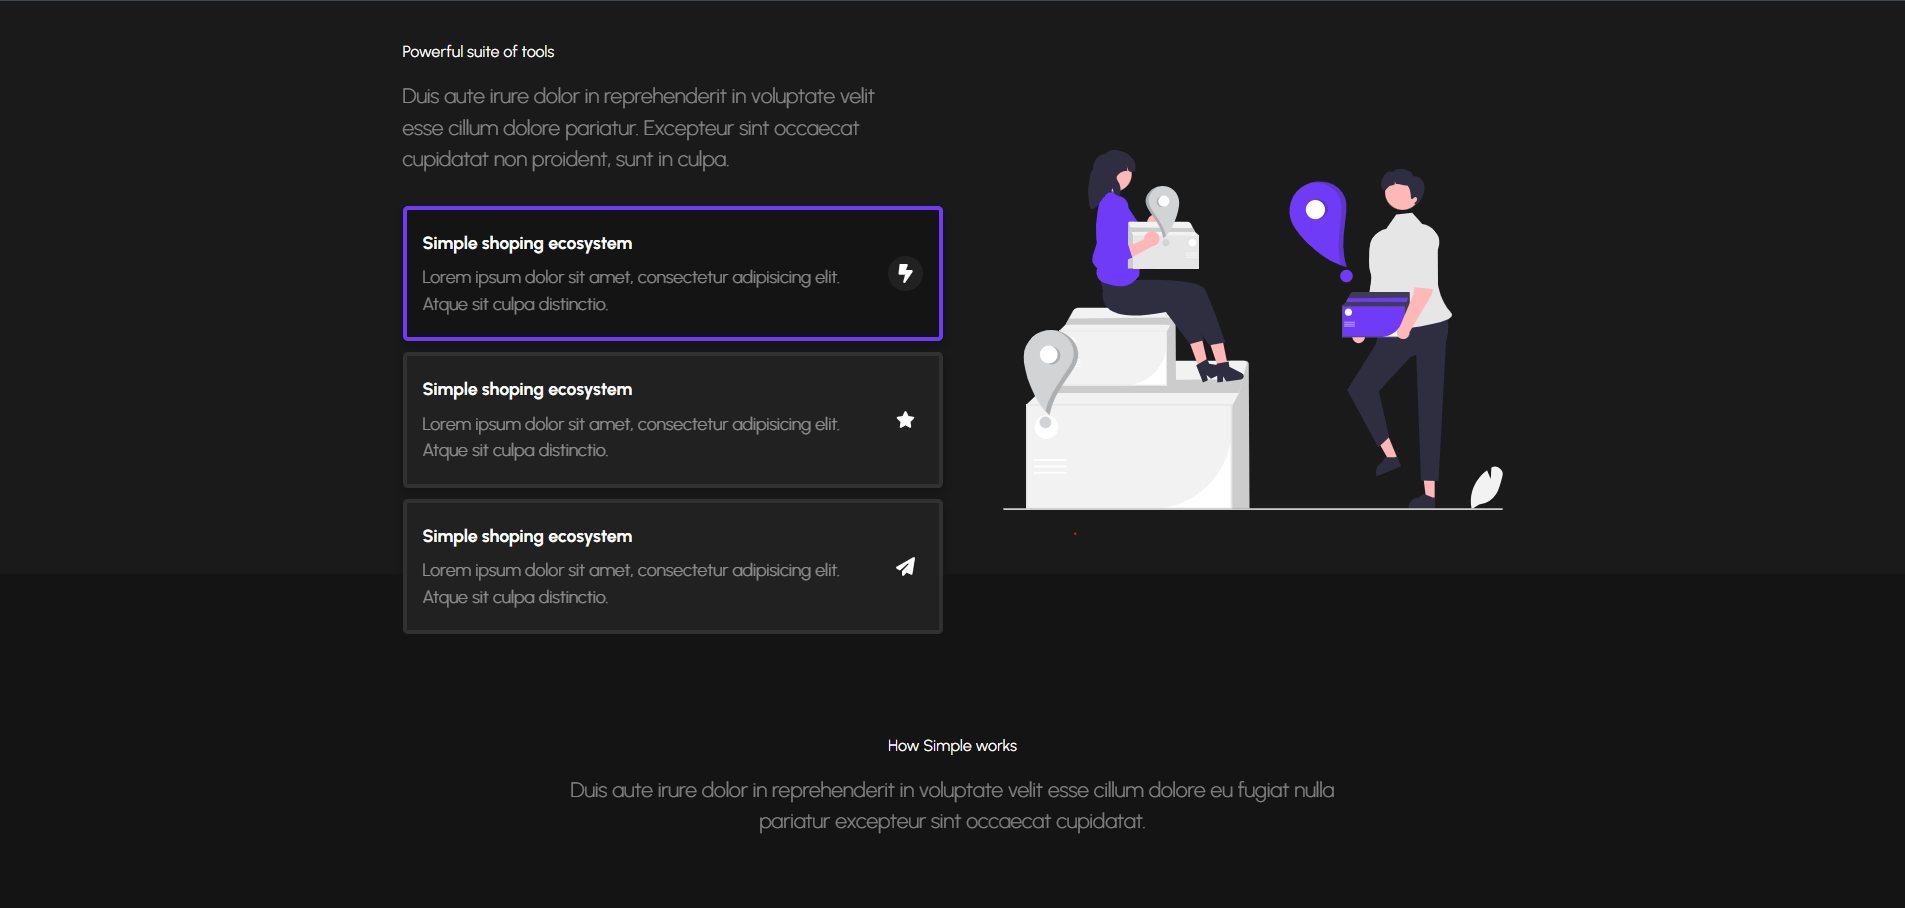 Powerful suite of tools
Duis aute irure dolor in reprehenderit in voluptate velit
esse cillum dolore pariatur. Excepteur sint occaecat
cupidatat non proident, sunt in culpa.
Simple shoping ecosystem
Lorem ipsum dolor sit amet, consectetur adipisicing elit.
Atque sit culpa distinctio.
Simple shoping ecosystem
Lorem ipsum dolor sit amet, consectetur adipisicing elit.
Atque sit culpa distinctio.
Simple shoping ecosystem
Lorem ipsum dolor sit amet, consectetur adipisicing elit.
Atque sit culpa distinctio.
How Simple works
Duis aute irure dolor in reprehenderit in voluptate velit esse cillum dolore eu fugiat nulla
pariatur excepteur sint occaecat cupidatat.